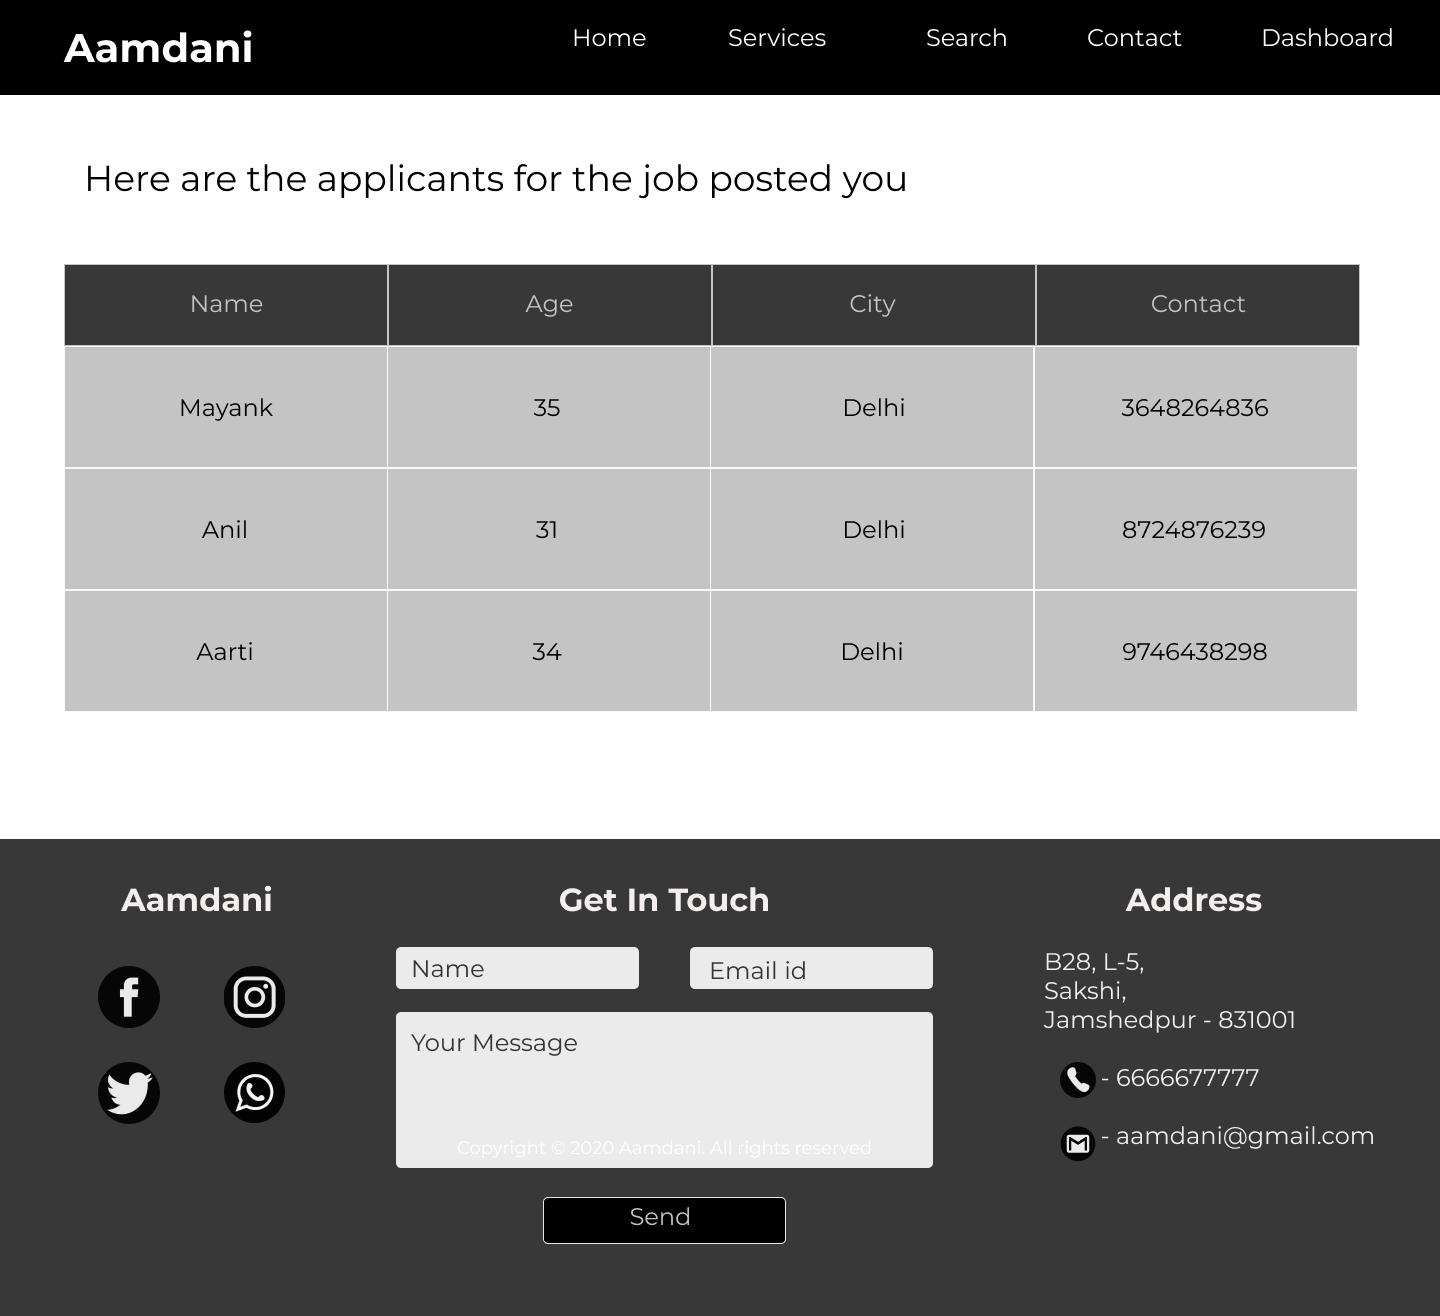 Aamdani
Home Services Search Contact Dashboard
Here are the applicants for the job posted you
Name Age City Contact
Mayank 35 Delhi 3648264836
Anil 31 Delhi 8724876239
Aarti 34 Delhi 9746438298
Aamdani
Get In Touch
Name Email id
Your Message
Copyright © 2020 Aamdani. All rights reserved
Send
Address
B28, L-5,
Sakshi,
Jamshedpur - 831001
- 6666677777
- aamdani@gmail.com